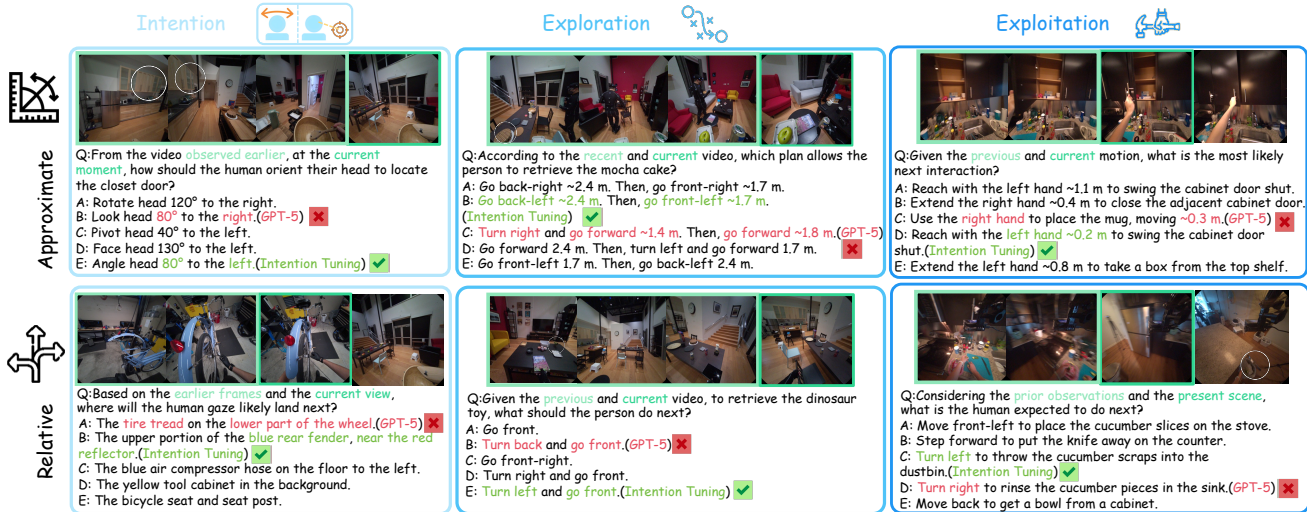 Intention
Exploration
Exploitation
Approximate
Q:From the video observed earlier, at the current
moment, how should the human orient their head to locate
the closet door?
A: Rotate head 120° to the right.
B: Look head 80° to the right.(GPT-5)
C: Pivot head 40° to the left.
D: Face head 130° to the left.
E: Angle head 80° to the left.(Intention Tuning)
Q:According to the recent and current video, which plan allows the
person to retrieve the mocha cake?
A: Go back-right ~2.4 m. Then, go front-right ~1.7 m.
B: Go back-left ~2.4 m. Then, go front-left ~1.7 m.
(Intention Tuning)
C: Turn right and go forward ~1.4 m. Then, go forward ~1.8 m.(GPT-5)
D: Go forward 2.4 m. Then, turn left and go forward 1.7 m.
E: Go front-left 1.7 m. Then, go back-left 2.4 m.
Q:Given the previous and current motion, what is the most likely
next interaction?
A: Reach with the left hand ~1.1 m to swing the cabinet door shut.
B: Extend the right hand ~0.4 m to close the adjacent cabinet door.
C: Use the right hand to place the mug, moving ~0.3 m.(GPT-5)
D: Reach with the left hand ~0.2 m to swing the cabinet door
shut.(Intention Tuning)
E: Extend the left hand ~0.8 m to take a box from the top shelf.
Relative
Q:Based on the earlier frames and the current view,
where will the human gaze likely land next?
A: The tire tread on the lower part of the wheel.(GPT-5)
B: The upper portion of the blue rear fender, near the red
reflector.(Intention Tuning)
C: The blue air compressor hose on the floor to the left.
D: The yellow tool cabinet in the background.
E: The bicycle seat and seat post.
Q:Given the previous and current video, to retrieve the dinosaur
toy, what should the person do next?
A: Go front.
B: Turn back and go front.(GPT-5)
C: Go front-right.
D: Turn right and go front.
E: Turn left and go front.(Intention Tuning)
Q:Considering the prior observations and the present scene,
what is the human expected to do next?
A: Move front-left to place the cucumber slices on the stove.
B: Step forward to put the knife away on the counter.
C: Turn left to throw the cucumber scraps into the
dustbin.(Intention Tuning)
D: Turn right to rinse the cucumber pieces in the sink.(GPT-5)
E: Move back to get a bowl from a cabinet.